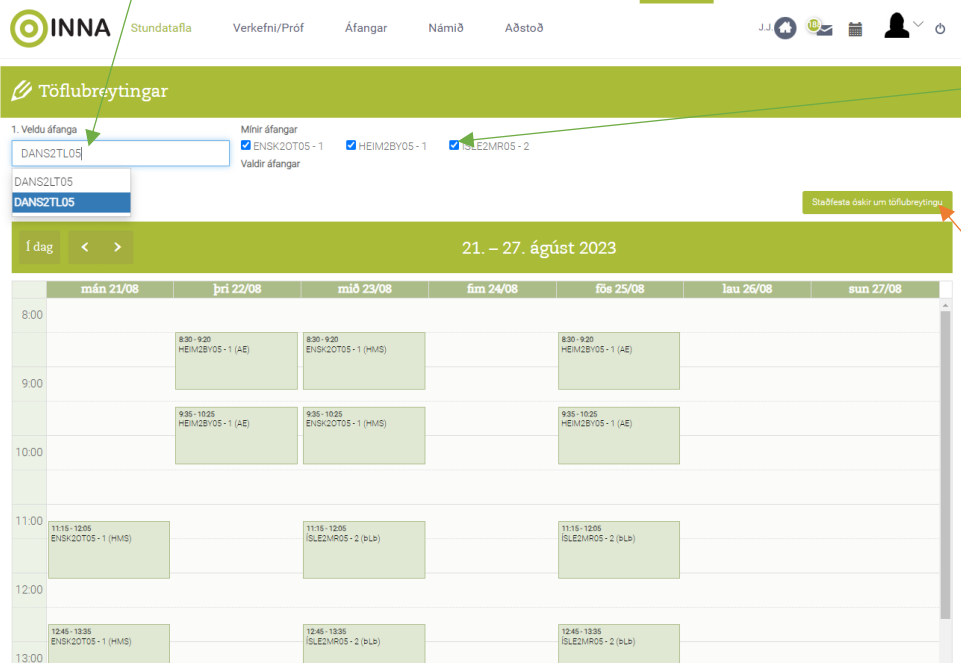 INNA Stundatafla Verkefni/Próf Áfangar Námið Aðstoð J.J. 18
Töflubreytingar
1. Veldu áfanga
DANS2TL05
DANS2LT05
DANS2TL05
Mínir áfangar
ENSK2OT05 - 1 HEIM2BY05 - 1 ÍSLE2MR05 - 2
Valdir áfangar
Staðfesta óskir um töflubreytingu
Í dag < > 21. – 27. ágúst 2023
mán 21/08 þri 22/08 mið 23/08 fim 24/08 fös 25/08 lau 26/08 sun 27/08
8:00
8:30 - 9:20 8:30 - 9:20 8:30 - 9:20
HEIM2BY05 - 1 (AE) ENSK2OT05 - 1 (HMS) HEIM2BY05 - 1 (AE)
9:00
9:35 - 10:25 9:35 - 10:25 9:35 - 10:25
HEIM2BY05 - 1 (AE) ENSK2OT05 - 1 (HMS) HEIM2BY05 - 1 (AE)
10:00
11:00
11:15 - 12:05 11:15 - 12:05 11:15 - 12:05
ENSK2OT05 - 1 (HMS) ÍSLE2MR05 - 2 (ÞLÞ) ÍSLE2MR05 - 2 (ÞLÞ)
12:00
12:45 - 13:35 12:45 - 13:35 12:45 - 13:35
ENSK2OT05 - 1 (HMS) ÍSLE2MR05 - 2 (ÞLÞ) ÍSLE2MR05 - 2 (ÞLÞ)
13:00